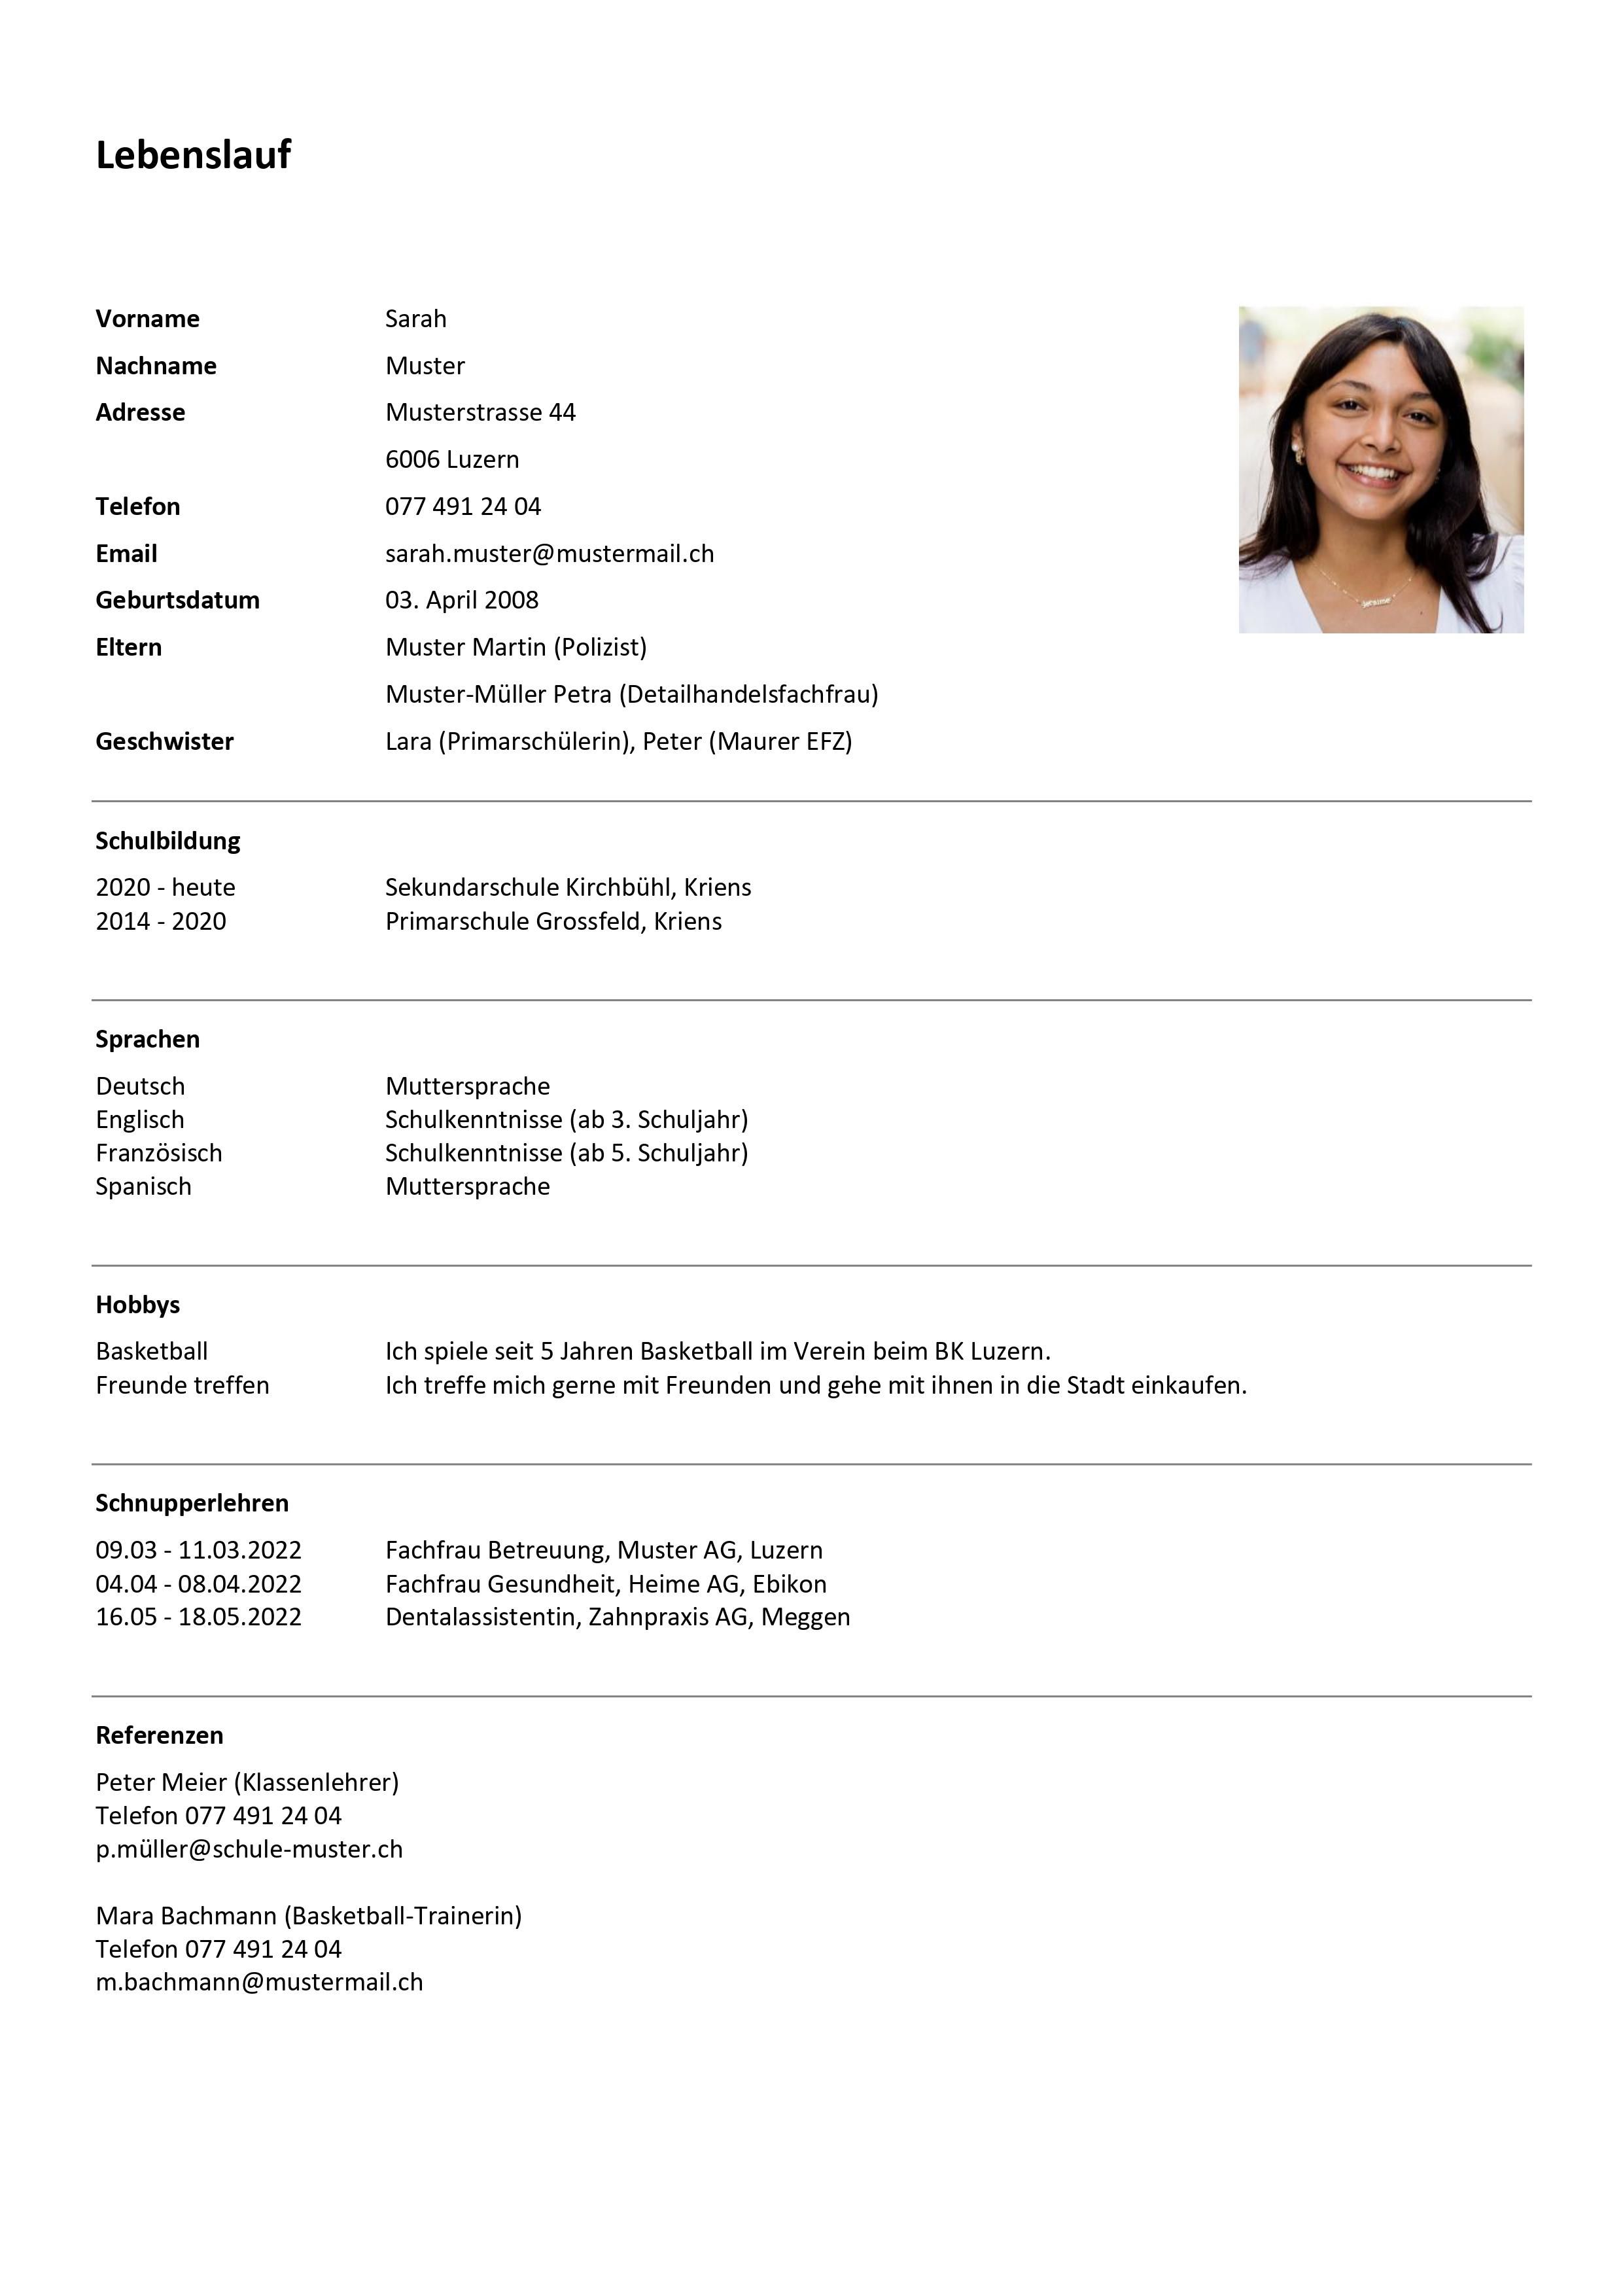 Lebenslauf
Vorname Sarah
Nachname Muster
Adresse Musterstrasse 44
6006 Luzern
Telefon 077 491 24 04
Email sarah.muster@mustermail.ch
Geburtsdatum 03. April 2008
Eltern Muster Martin (Polizist)
Muster-Müller Petra (Detailhandelsfachfrau)
Geschwister Lara (Primarschülerin), Peter (Maurer EFZ)
Schulbildung
2020 - heute Sekundarschule Kirchbühl, Kriens
2014 - 2020 Primarschule Grossfeld, Kriens
Sprachen
Deutsch Muttersprache
Englisch Schulkenntnisse (ab 3. Schuljahr)
Französisch Schulkenntnisse (ab 5. Schuljahr)
Spanisch Muttersprache
Hobbys
Basketball Ich spiele seit 5 Jahren Basketball im Verein beim BK Luzern.
Freunde treffen Ich treffe mich gerne mit Freunden und gehe mit ihnen in die Stadt einkaufen.
Schnupperlehren
09.03 - 11.03.2022 Fachfrau Betreuung, Muster AG, Luzern
04.04 - 08.04.2022 Fachfrau Gesundheit, Heime AG, Ebikon
16.05 - 18.05.2022 Dentalassistentin, Zahnpraxis AG, Meggen
Referenzen
Peter Meier (Klassenlehrer)
Telefon 077 491 24 04
p.müller@schule-muster.ch
Mara Bachmann (Basketball-Trainerin)
Telefon 077 491 24 04
m.bachmann@mustermail.ch